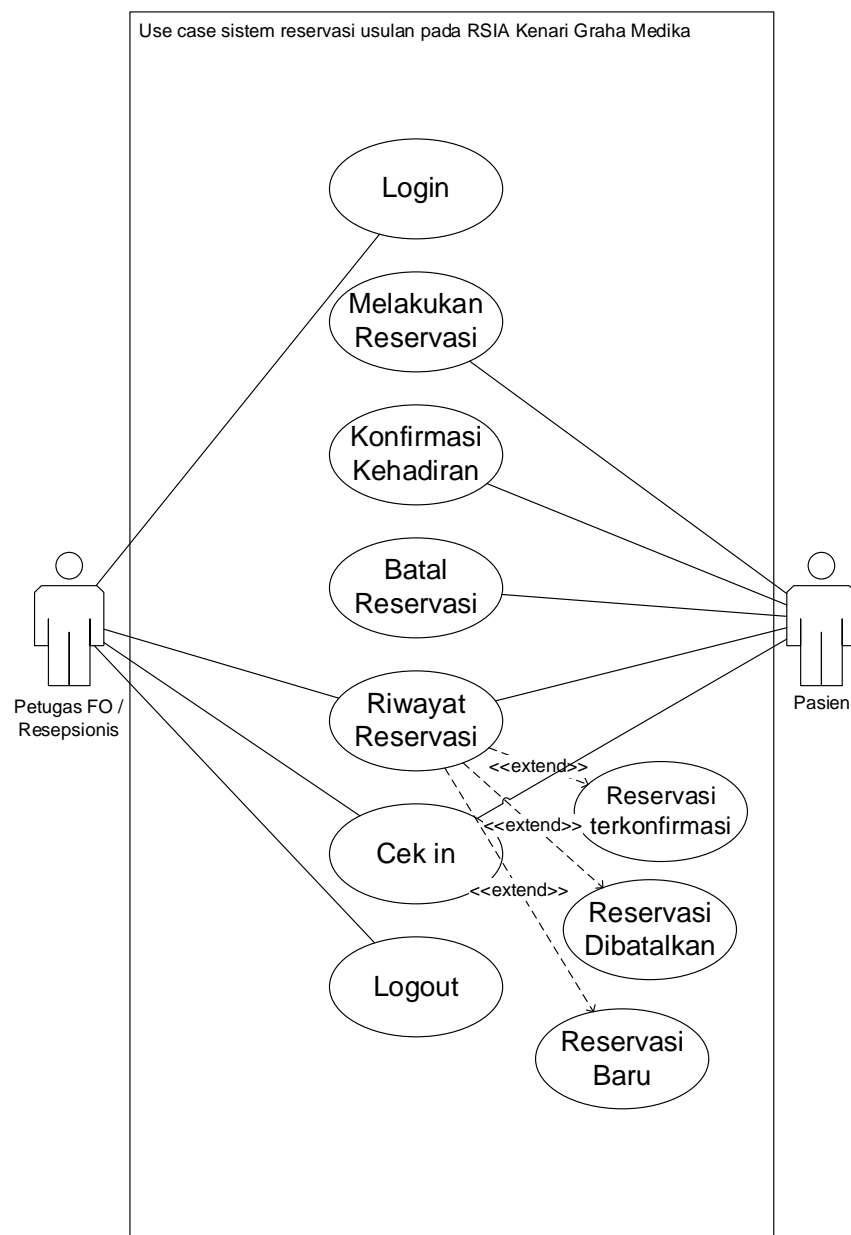 Use case sistem reservasi usulan pada RSIA Kenari Graha Medika
Login
Melakukan
Reservasi
Konfirmasi
Kehadiran
Batal
Reservasi
Petugas FO /
Resepsionis
Pasien
Riwayat
Reservasi
<<extend>>
Reservasi
terkonfirmasi
<<extend>>
Cek in
<<extend>>
Reservasi
Dibatalkan
Logout
Reservasi
Baru